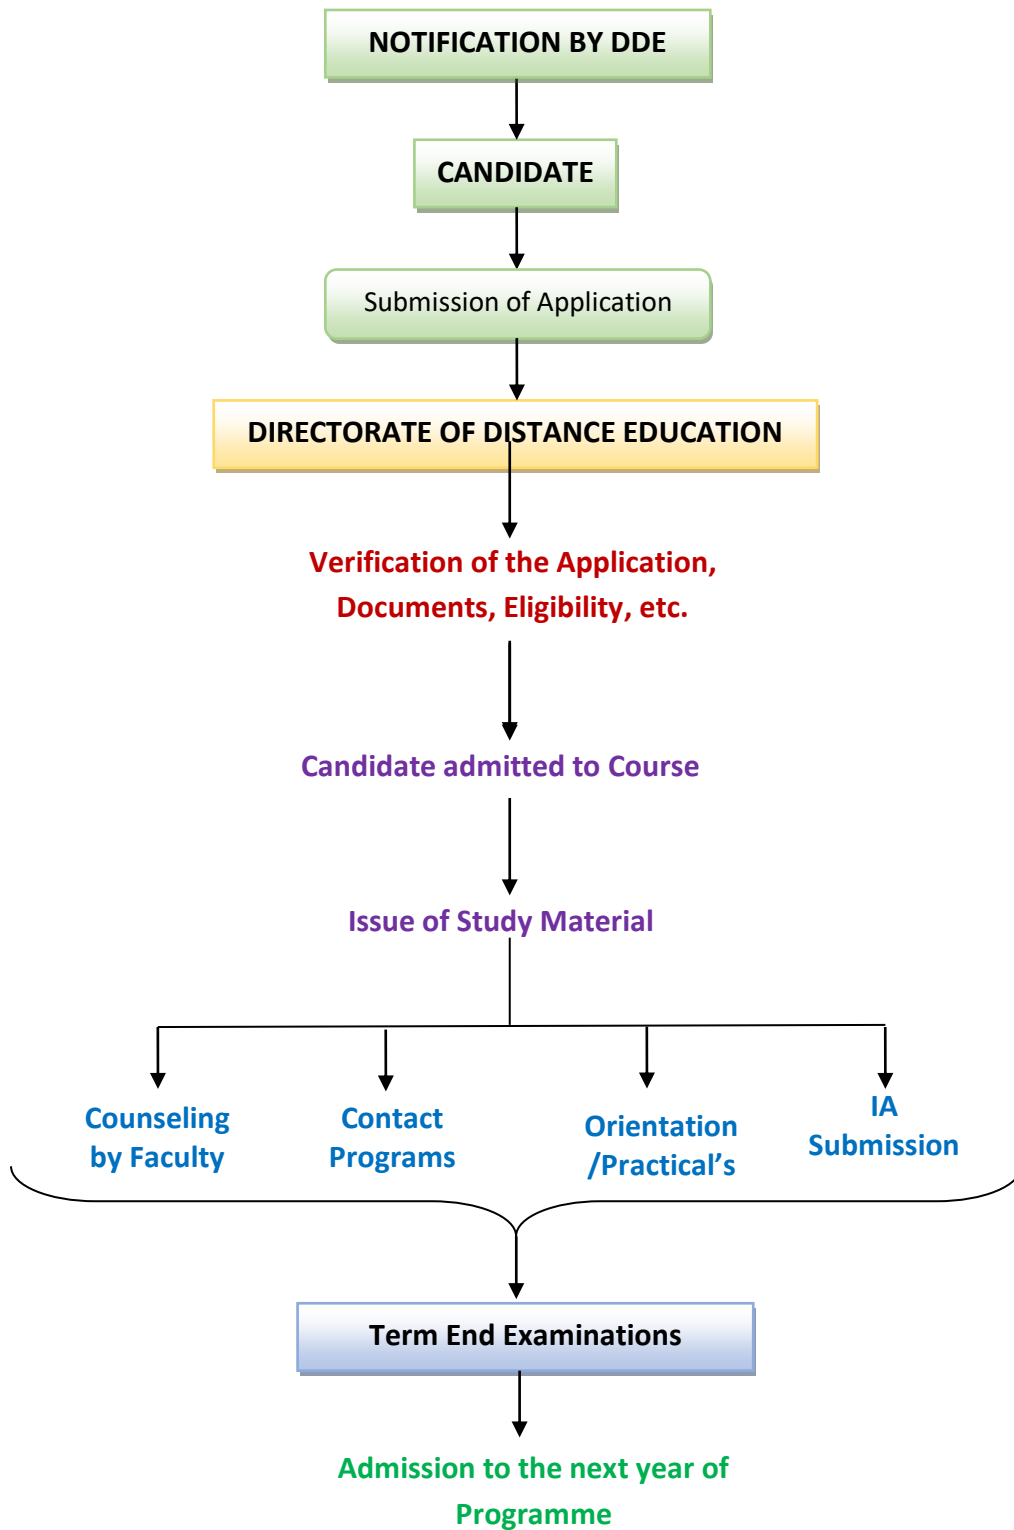 NOTIFICATION BY DDE
CANDIDATE
Submission of Application
DIRECTORATE OF DISTANCE EDUCATION
Verification of the Application,
Documents, Eligibility, etc.
Candidate admitted to Course
Issue of Study Material
Counseling
by Faculty
Contact
Programs
Orientation
/Practical’s
IA
Submission
Term End Examinations
Admission to the next year of
Programme